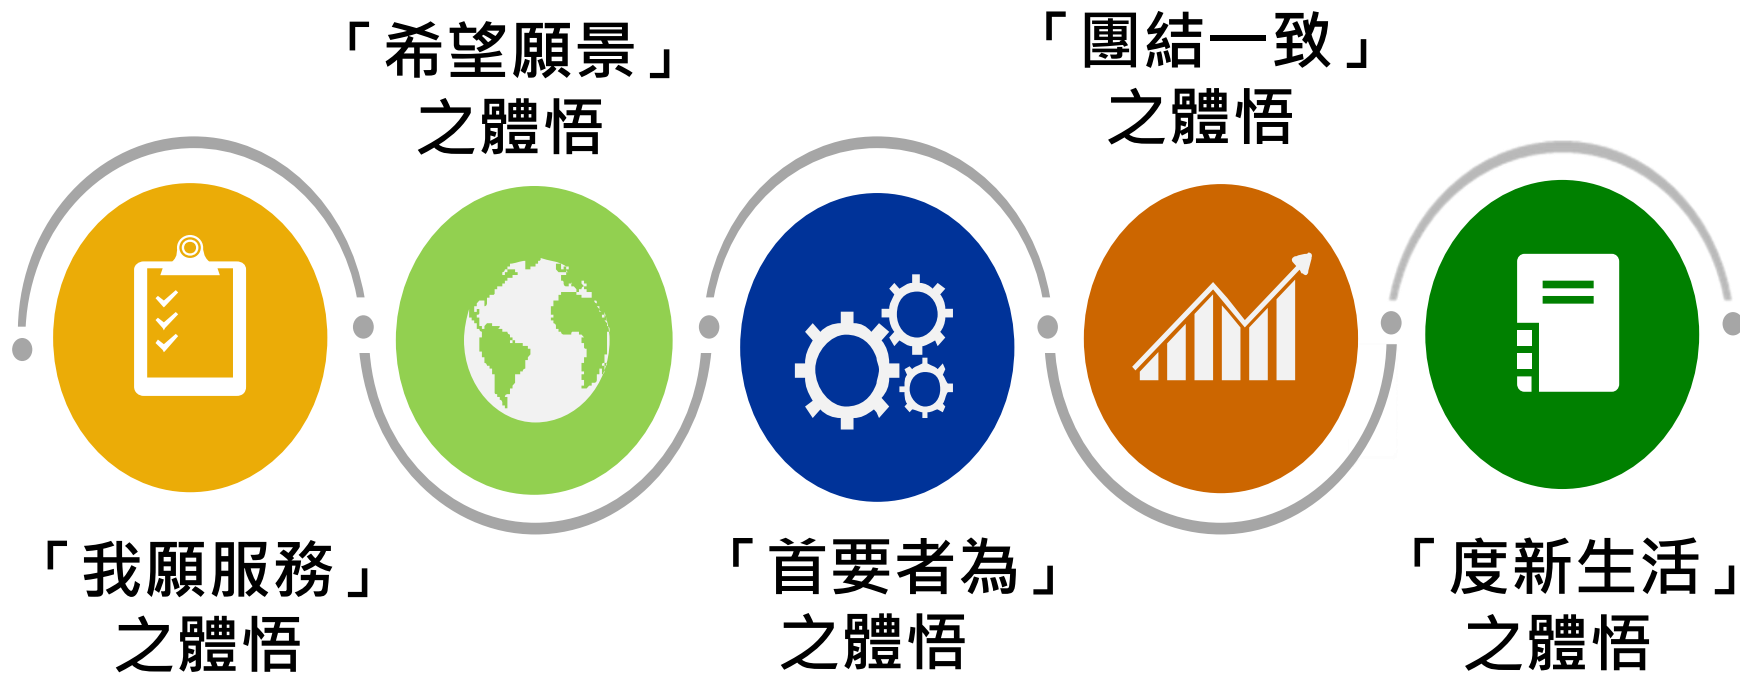 「我願服務」
之體悟
「希望願景」
之體悟
「首要者為」
之體悟
「團結一致」
之體悟
「度新生活」
之體悟